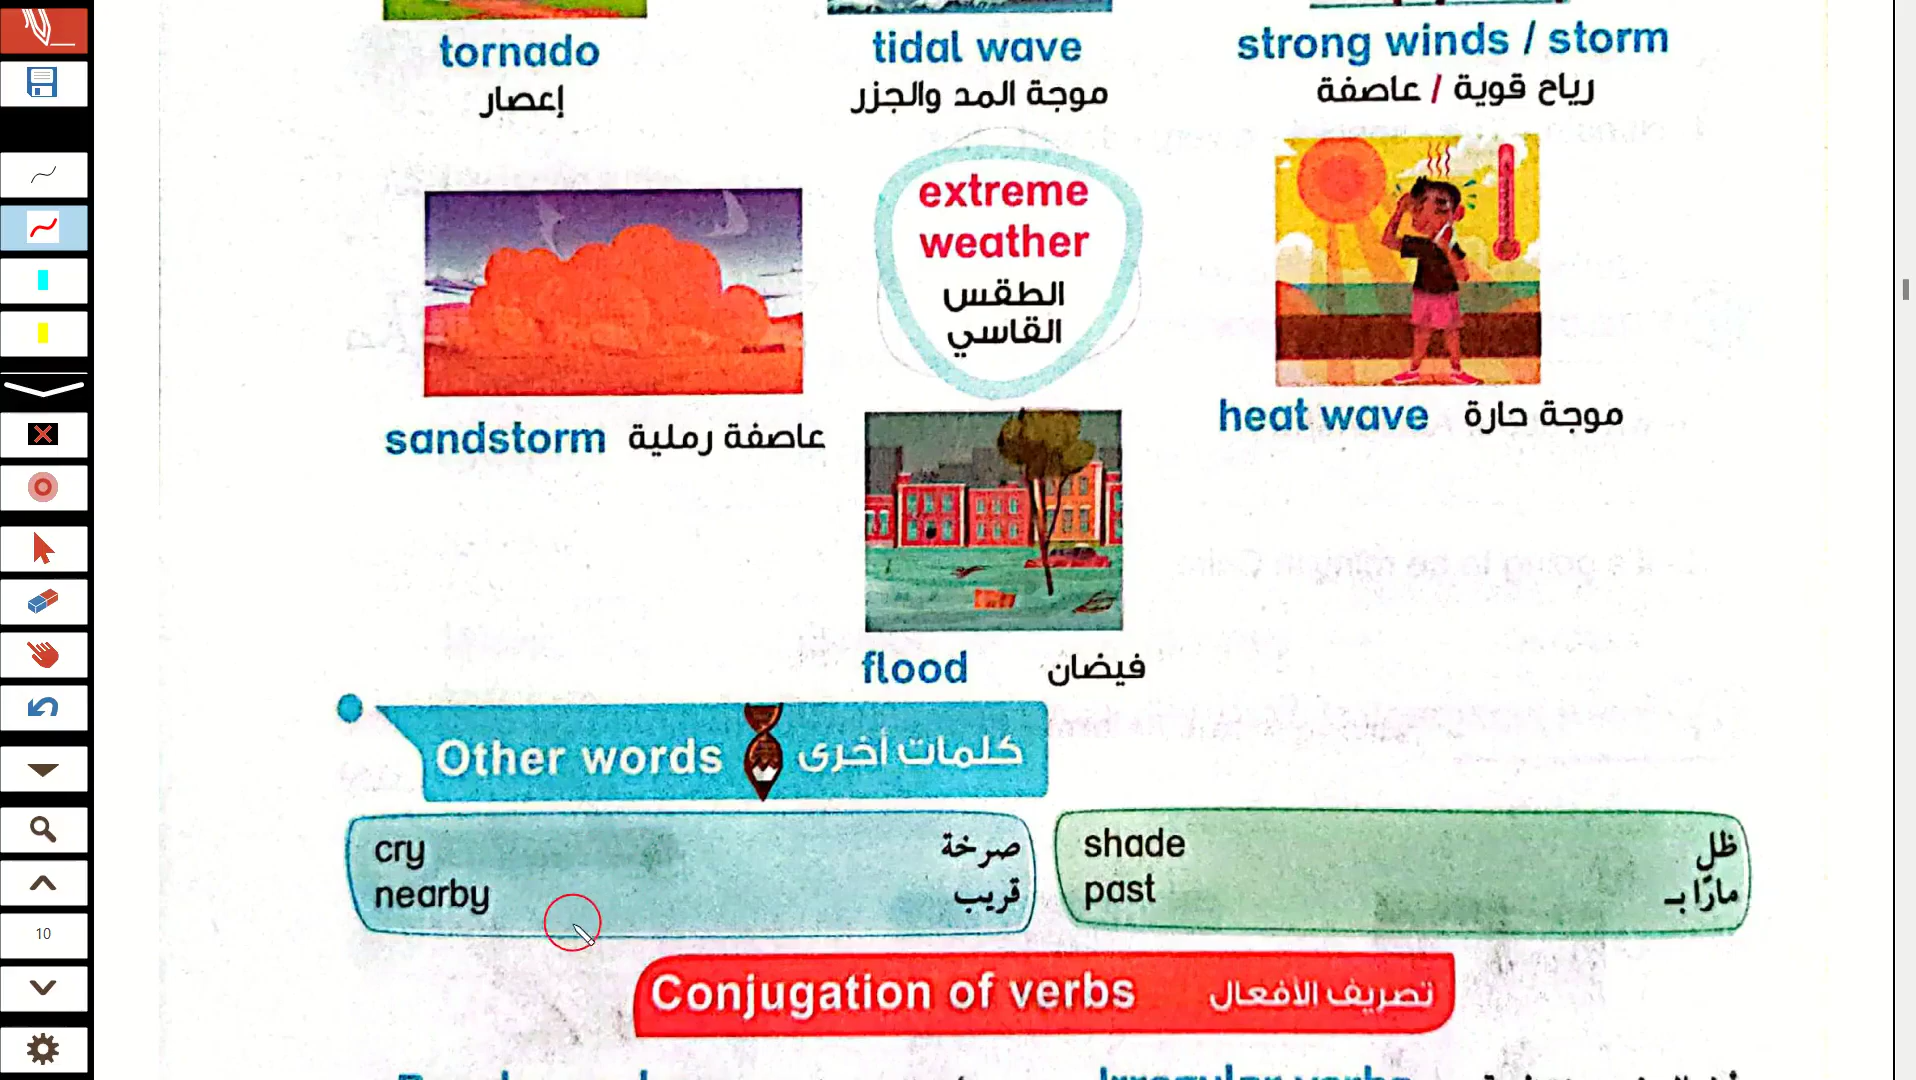 tornado
إعصار
tidal wave
موجة المد والجزر
strong winds / storm
رياح قوية / عاصفة
extreme
weather
الطقس
القاسي
sandstorm عاصفة رملية
heat wave موجة حارة
flood فيضان
Other words كلمات أخرى
cry صرخة
nearby قريب
shade ظل
past مارًا بـ
Conjugation of verbs تصريف الأفعال
10